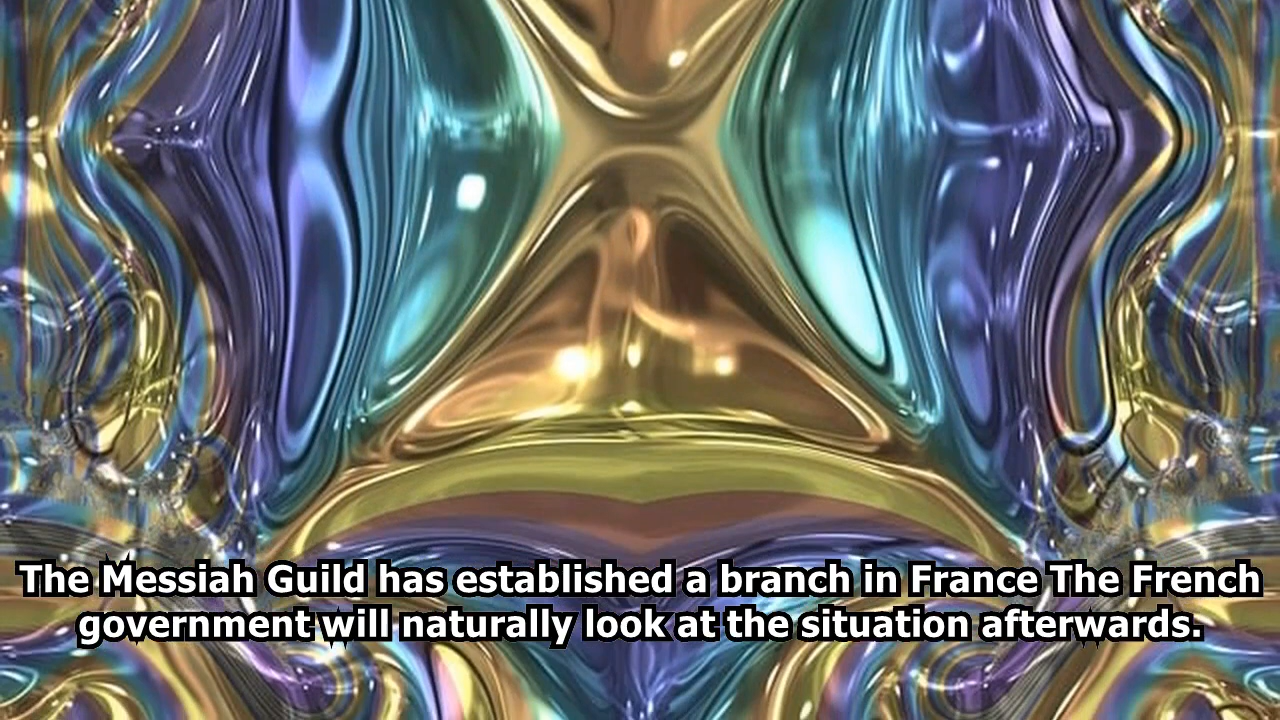 The Messiah Guild has established a branch in France The French
government will naturally look at the situation afterwards.